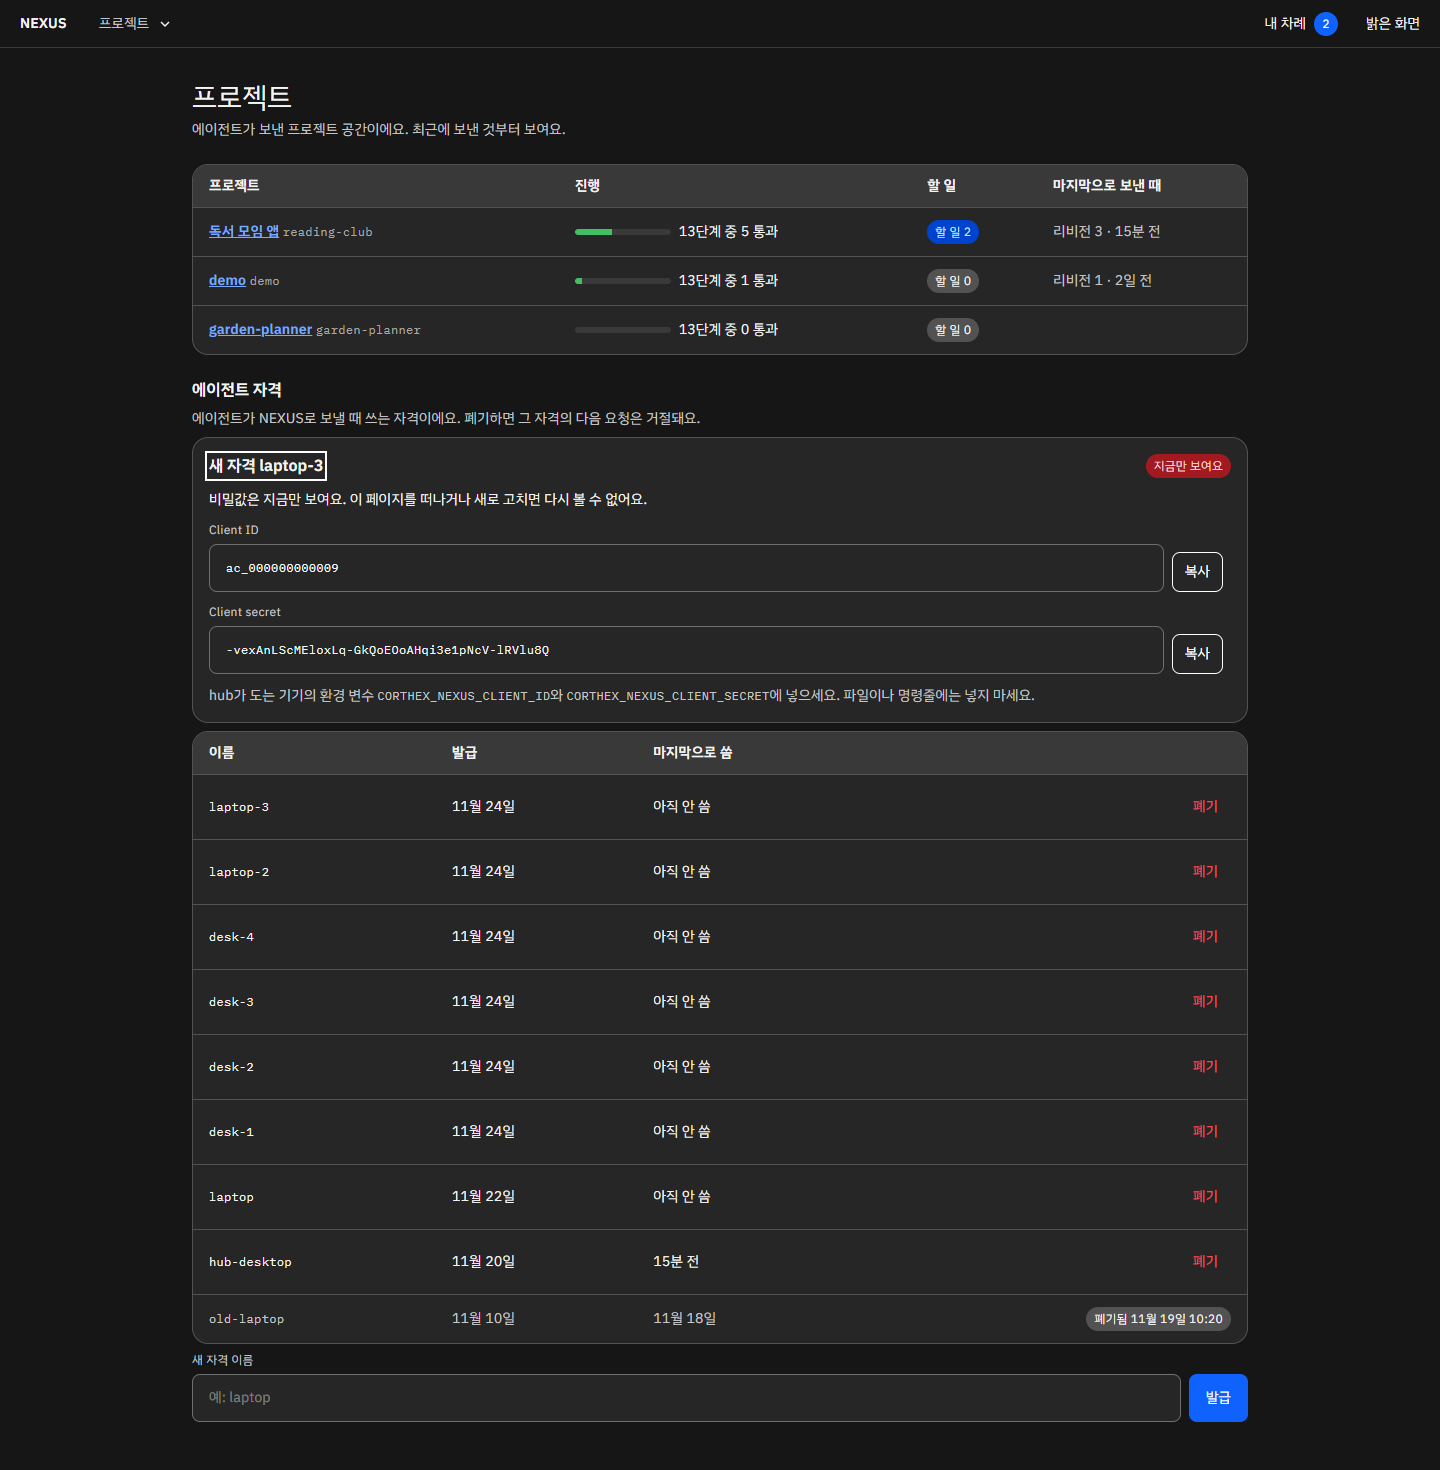 NEXUS 프로젝트 내 차례 2 밝은 화면
프로젝트
에이전트가 보낸 프로젝트 공간이에요. 최근에 보낸 것부터 보여요.
프로젝트 진행 할 일 마지막으로 보낸 때
독서 모임 앱 reading-club 13단계 중 5 통과 할 일 2 리비전 3 · 15분 전
demo demo 13단계 중 1 통과 할 일 0 리비전 1 · 2일 전
garden-planner garden-planner 13단계 중 0 통과 할 일 0
에이전트 자격
에이전트가 NEXUS로 보낼 때 쓰는 자격이에요. 폐기하면 그 자격의 다음 요청은 거절돼요.
새 자격 laptop-3 지금만 보여요
비밀값은 지금만 보여요. 이 페이지를 떠나거나 새로 고치면 다시 볼 수 없어요.
Client ID
ac_000000000009 복사
Client secret
-vexAnLScMEloxLq-GkQoEOoAHqi3e1pNcV-lRVlu8Q 복사
hub가 도는 기기의 환경 변수 CORTHEX_NEXUS_CLIENT_ID와 CORTHEX_NEXUS_CLIENT_SECRET에 넣으세요. 파일이나 명령줄에는 넣지 마세요.
이름 발급 마지막으로 씀
laptop-3 11월 24일 아직 안 씀 폐기
laptop-2 11월 24일 아직 안 씀 폐기
desk-4 11월 24일 아직 안 씀 폐기
desk-3 11월 24일 아직 안 씀 폐기
desk-2 11월 24일 아직 안 씀 폐기
desk-1 11월 24일 아직 안 씀 폐기
laptop 11월 22일 아직 안 씀 폐기
hub-desktop 11월 20일 15분 전 폐기
old-laptop 11월 10일 11월 18일 폐기됨 11월 19일 10:20
새 자격 이름
예: laptop 발급